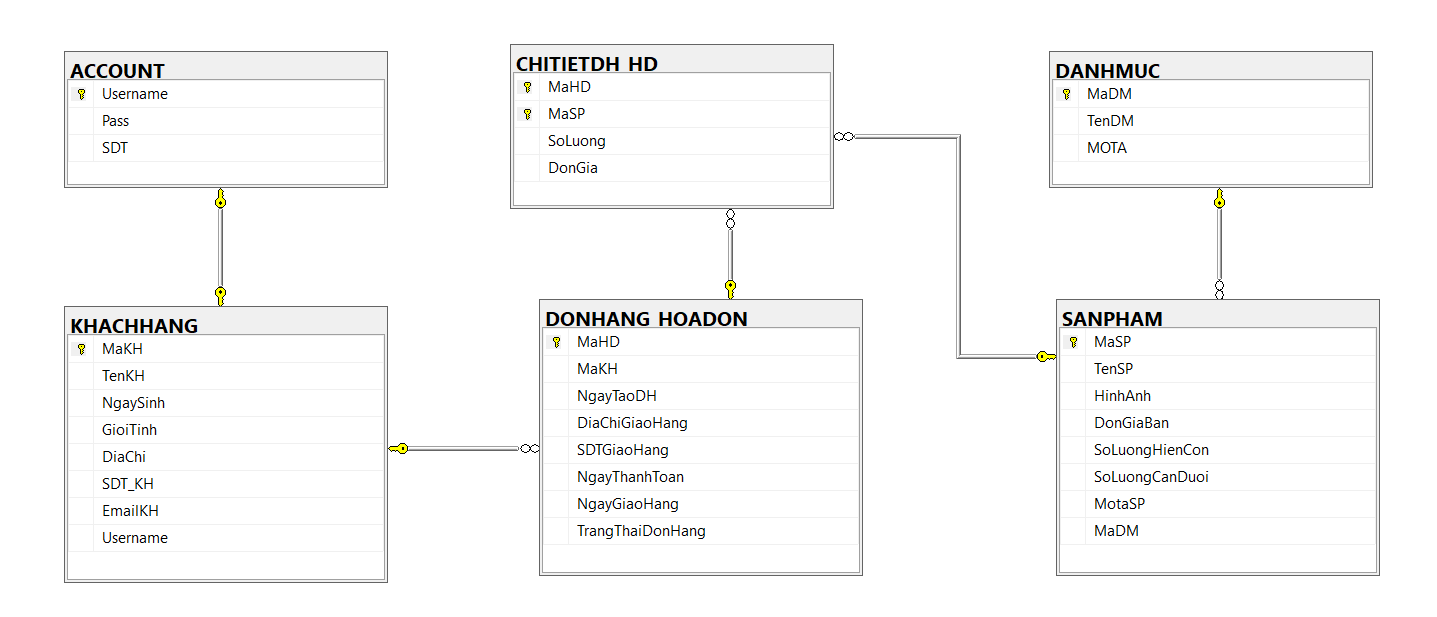 ACCOUNT
Username
Pass
SDT
CHITIETDH_HD
MaHD
MaSP
SoLuong
DonGia
DANHMUC
MaDM
TenDM
MOTA
KHACHHANG
MaKH
TenKH
NgaySinh
GioiTinh
DiaChi
SDT_KH
EmailKH
Username
DONHANG_HOADON
MaHD
MaKH
NgayTaoDH
DiaChiGiaoHang
SDTGiaoHang
NgayThanhToan
NgayGiaoHang
TrangThaiDonHang
SANPHAM
MaSP
TenSP
HinhAnh
DonGiaBan
SoLuongHienCon
SoLuongCanDuoi
MotaSP
MaDM